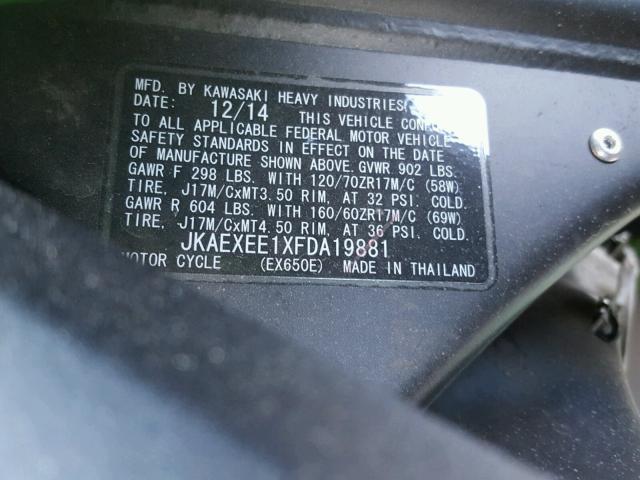 MFD. BY KAWASAKI HEAVY INDUSTRIES
DATE: 12/14 THIS VEHICLE
TO ALL APPLICABLE FEDERAL MOTOR VEHICLE
SAFETY STANDARDS IN EFFECT ON THE DATE
OF MANUFACTURE SHOWN ABOVE. GVWR 902 LBS.
GAWR F 298 LBS. WITH 120/70ZR17M/C (58W)
TIRE, J17M/CxMT3.50 RIM, AT 32 PSI. COLD.
GAWR R 604 LBS. WITH 160/60ZR17M/C (69W)
TIRE, J17M/CxMT4.50 RIM, AT 36 PSI. COLD.
JKAEXEE1XFDA19881
MOTOR CYCLE (EX650E) MADE IN THAILAND